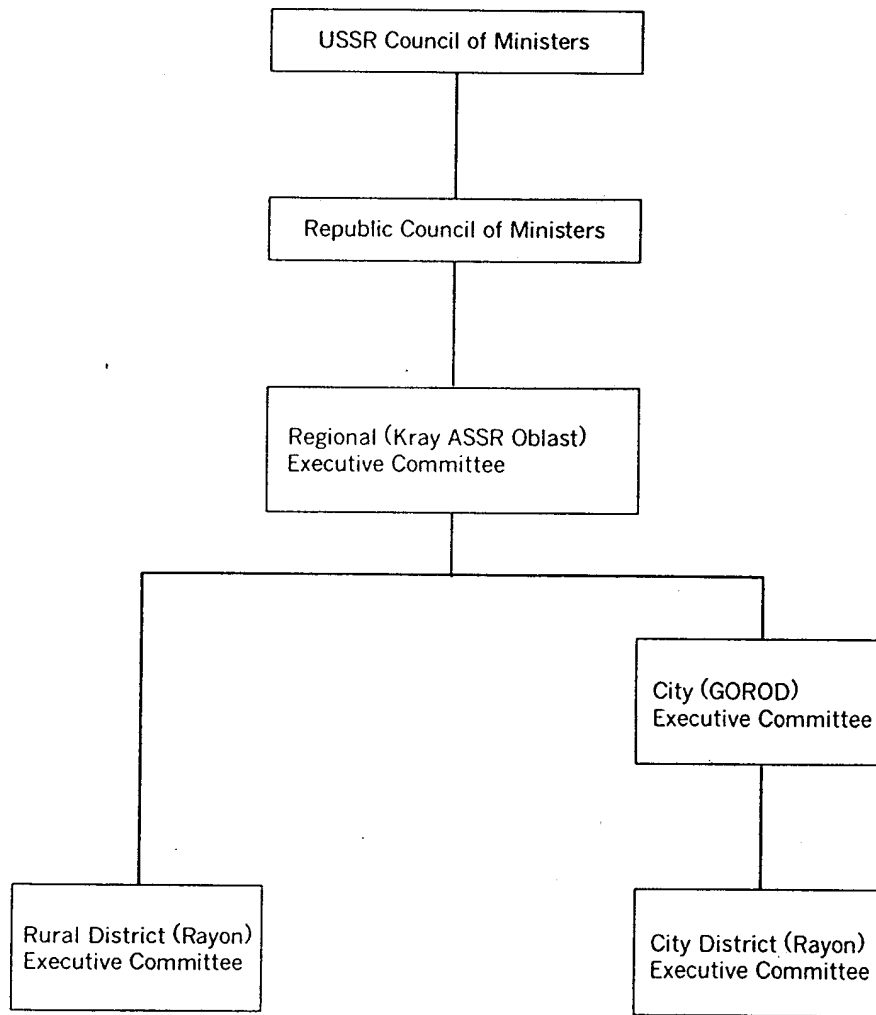 USSR Council of Ministers
Republic Council of Ministers
Regional (Kray ASSR Oblast)
Executive Committee
City (GOROD)
Executive Committee
Rural District (Rayon)
Executive Committee
City District (Rayon)
Executive Committee